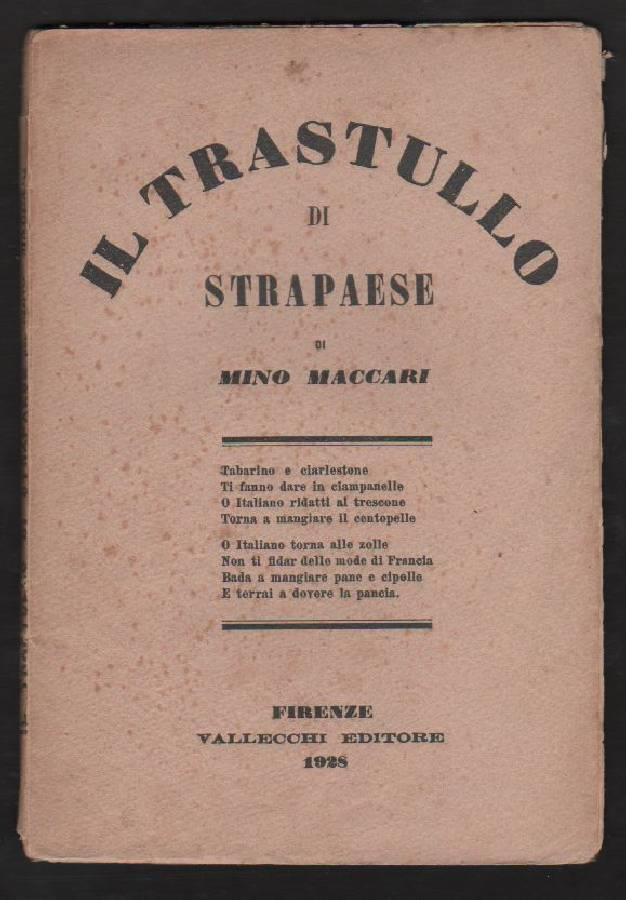 IL TRASTULLO
DI
STRAPAESE
DI
MINO MACCARI
Tabarino e ciarlestone
Ti fanno dare in ciampanelle
O Italiano ridatti al trescone
Torna a mangiare il centopelle
O Italiano torna alle zolle
Non ti fidar delle mode di Francia
Bada a mangiare pane e cipolle
E terrai a dovere la pancia.
FIRENZE
VALLECCHI EDITORE
1928